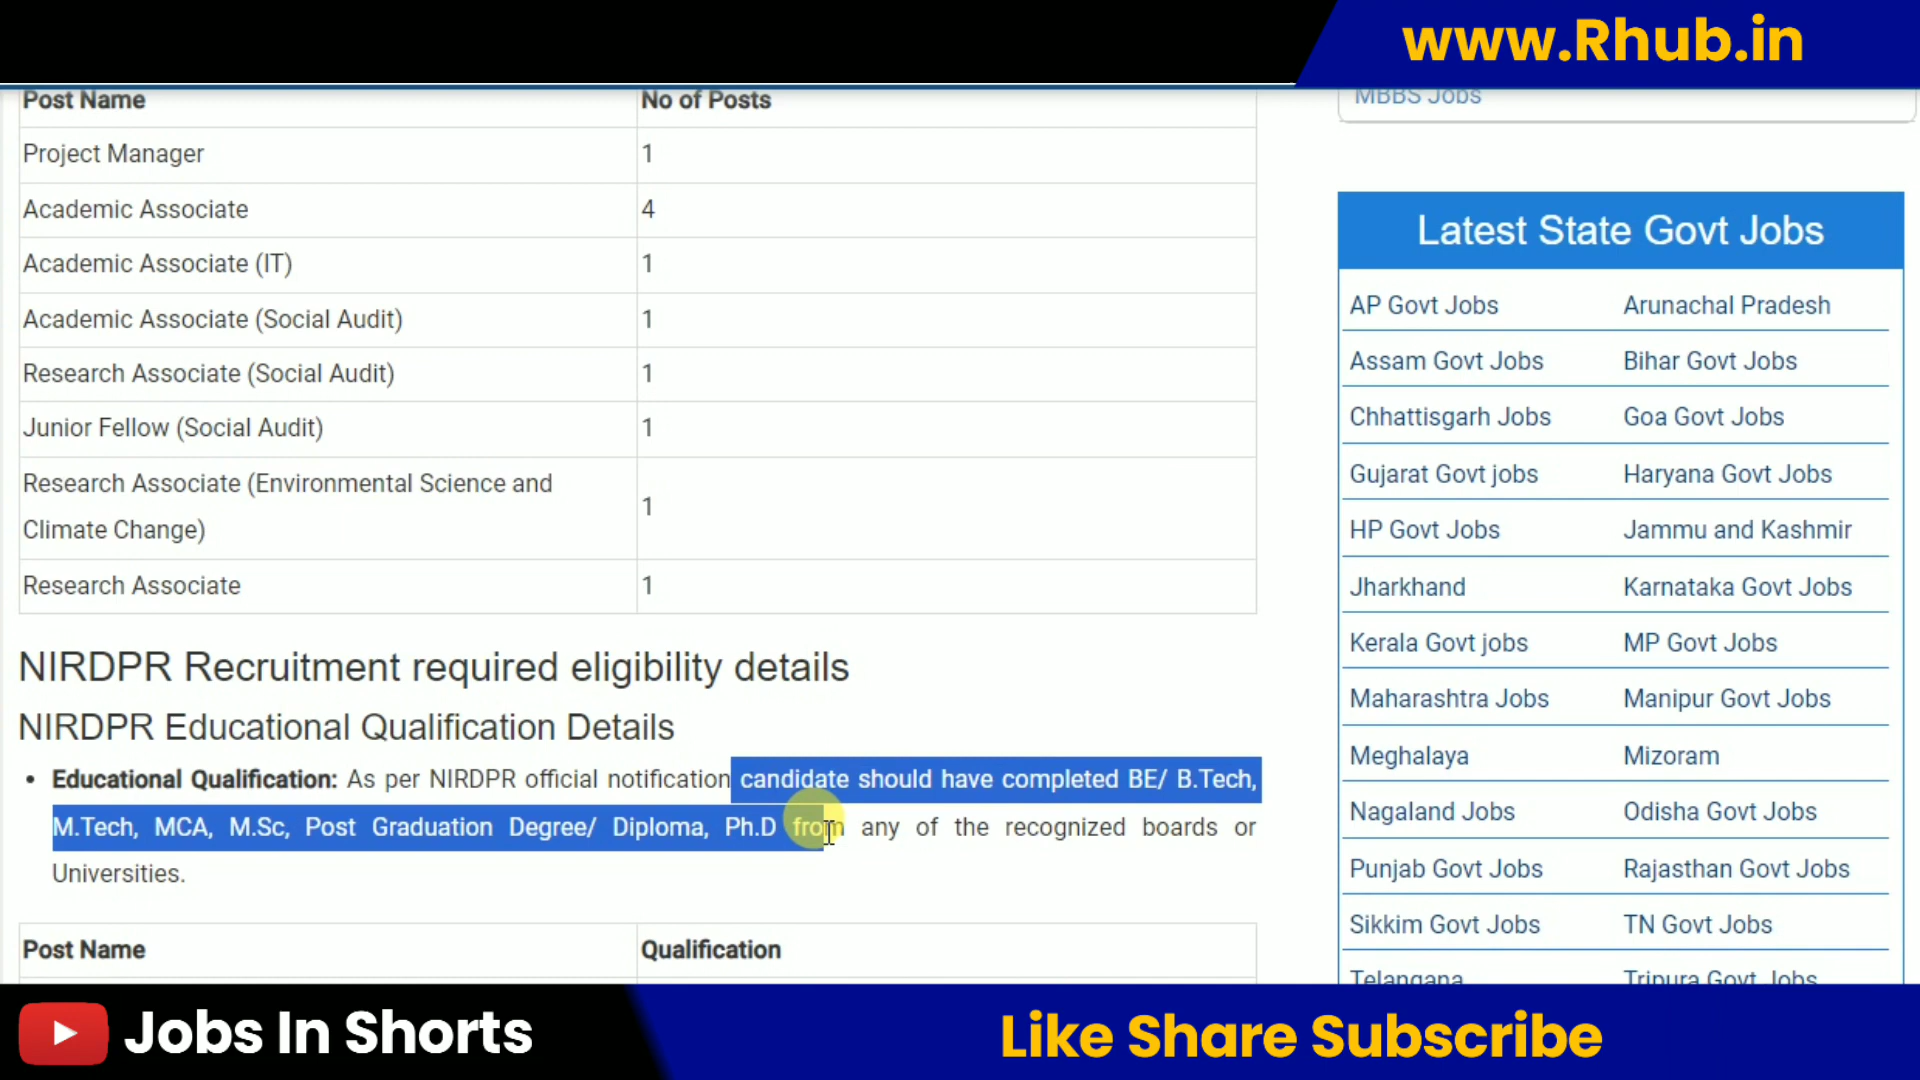 www.Rhub.in
Post Name No of Posts
MBBS Jobs
Project Manager 1
Academic Associate 4
Academic Associate (IT) 1
Academic Associate (Social Audit) 1
Research Associate (Social Audit) 1
Junior Fellow (Social Audit) 1
Research Associate (Environmental Science and
Climate Change) 1
Research Associate 1
NIRDPR Recruitment required eligibility details
NIRDPR Educational Qualification Details
• Educational Qualification: As per NIRDPR official notification candidate should have completed BE/ B.Tech,
M.Tech, MCA, M.Sc, Post Graduation Degree/ Diploma, Ph.D from any of the recognized boards or
Universities.
Post Name Qualification
Latest State Govt Jobs
AP Govt Jobs Arunachal Pradesh
Assam Govt Jobs Bihar Govt Jobs
Chhattisgarh Jobs Goa Govt Jobs
Gujarat Govt jobs Haryana Govt Jobs
HP Govt Jobs Jammu and Kashmir
Jharkhand Karnataka Govt Jobs
Kerala Govt jobs MP Govt Jobs
Maharashtra Jobs Manipur Govt Jobs
Meghalaya Mizoram
Nagaland Jobs Odisha Govt Jobs
Punjab Govt Jobs Rajasthan Govt Jobs
Sikkim Govt Jobs TN Govt Jobs
Telangana Tripura Govt Jobs
Jobs In Shorts
Like Share Subscribe